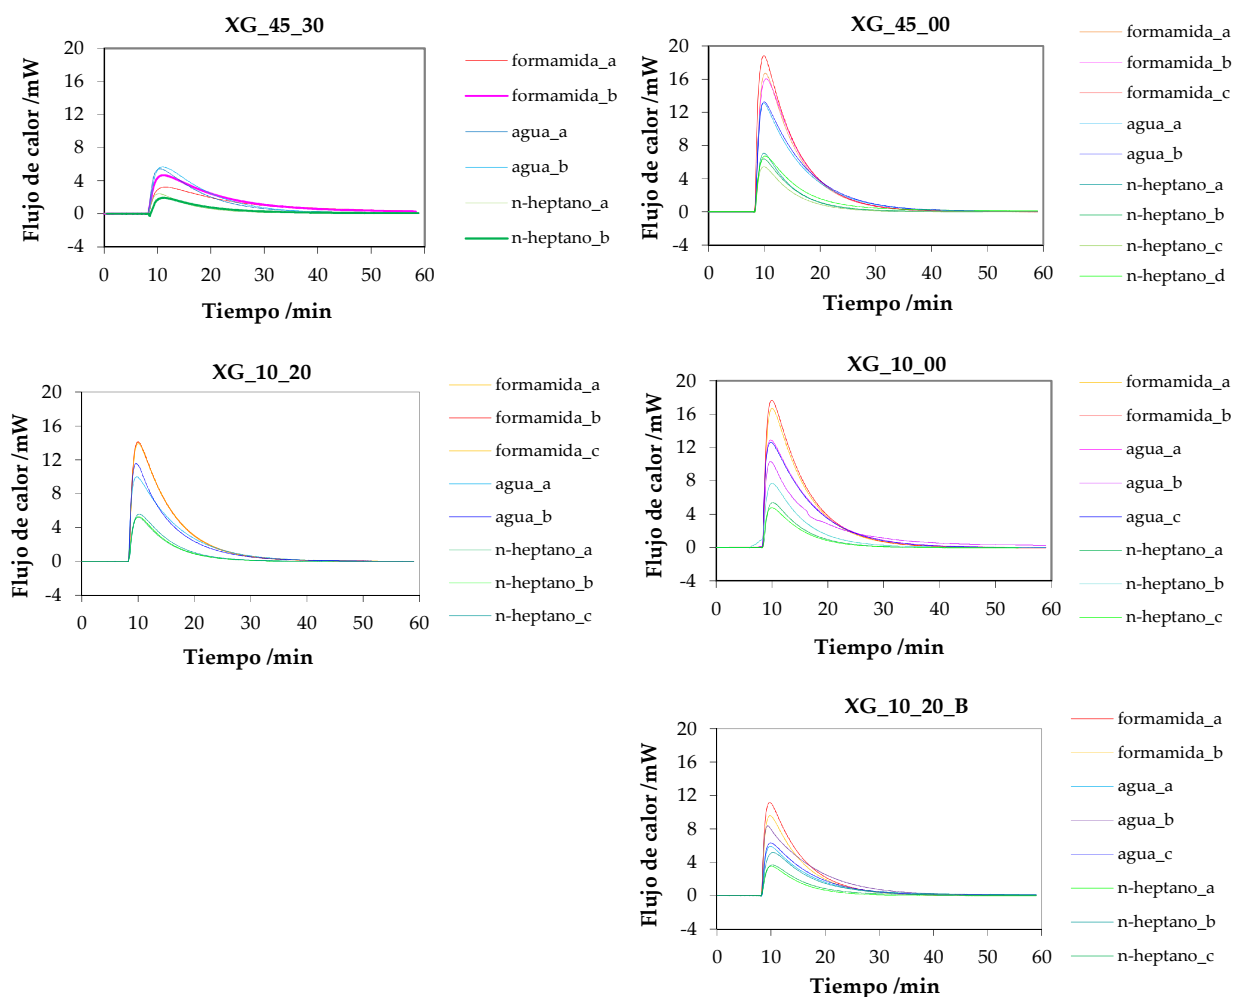 XG_45_30
Flujo de calor /mW
20
16
12
8
4
0
-4
0 10 20 30 40 50 60
Tiempo /min
formamida_a
formamida_b
agua_a
agua_b
n-heptano_a
n-heptano_b
XG_45_00
Flujo de calor /mW
20
16
12
8
4
0
-4
0 10 20 30 40 50 60
Tiempo /min
formamida_a
formamida_b
formamida_c
agua_a
agua_b
n-heptano_a
n-heptano_b
n-heptano_c
n-heptano_d
XG_10_20
Flujo de calor /mW
20
16
12
8
4
0
-4
0 10 20 30 40 50 60
Tiempo /min
formamida_a
formamida_b
formamida_c
agua_a
agua_b
n-heptano_a
n-heptano_b
n-heptano_c
XG_10_00
Flujo de calor /mW
20
16
12
8
4
0
-4
0 10 20 30 40 50 60
Tiempo /min
formamida_a
formamida_b
agua_a
agua_b
agua_c
n-heptano_a
n-heptano_b
n-heptano_c
XG_10_20_B
Flujo de calor /mW
20
16
12
8
4
0
-4
0 10 20 30 40 50 60
Tiempo /min
formamida_a
formamida_b
agua_a
agua_b
agua_c
n-heptano_a
n-heptano_b
n-heptano_c